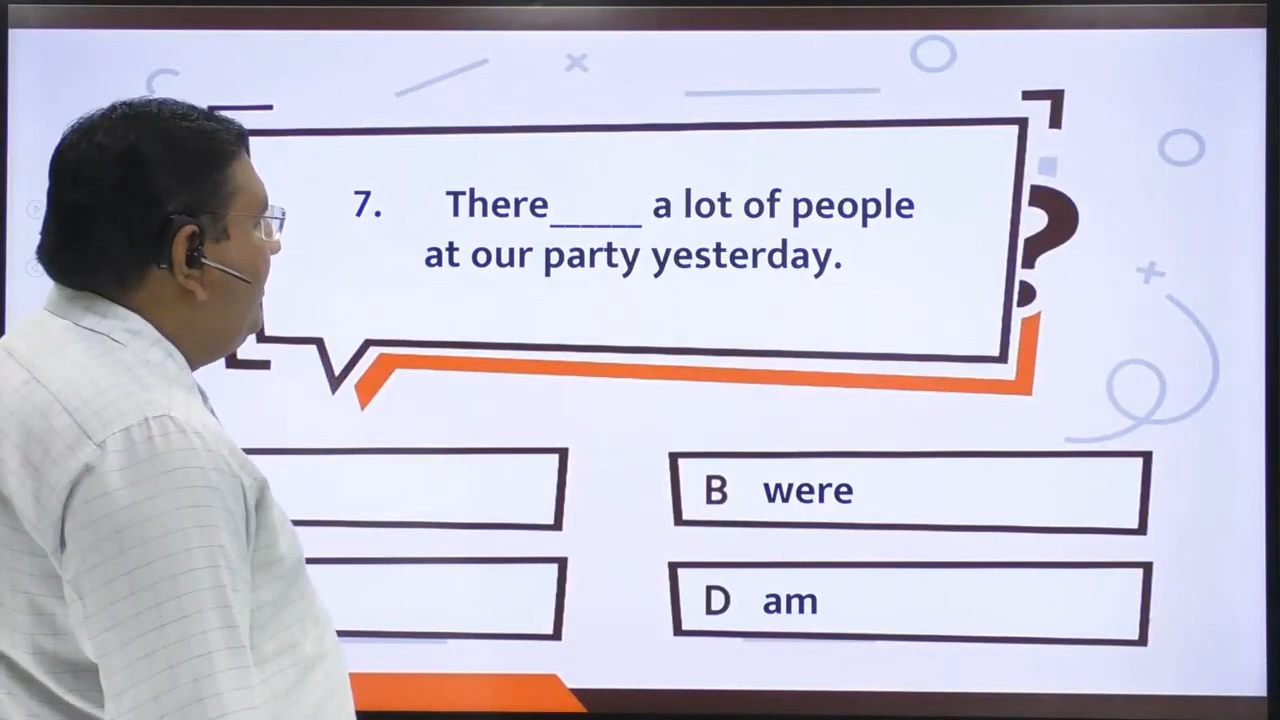 7. There_____ a lot of people
at our party yesterday.
B were
D am